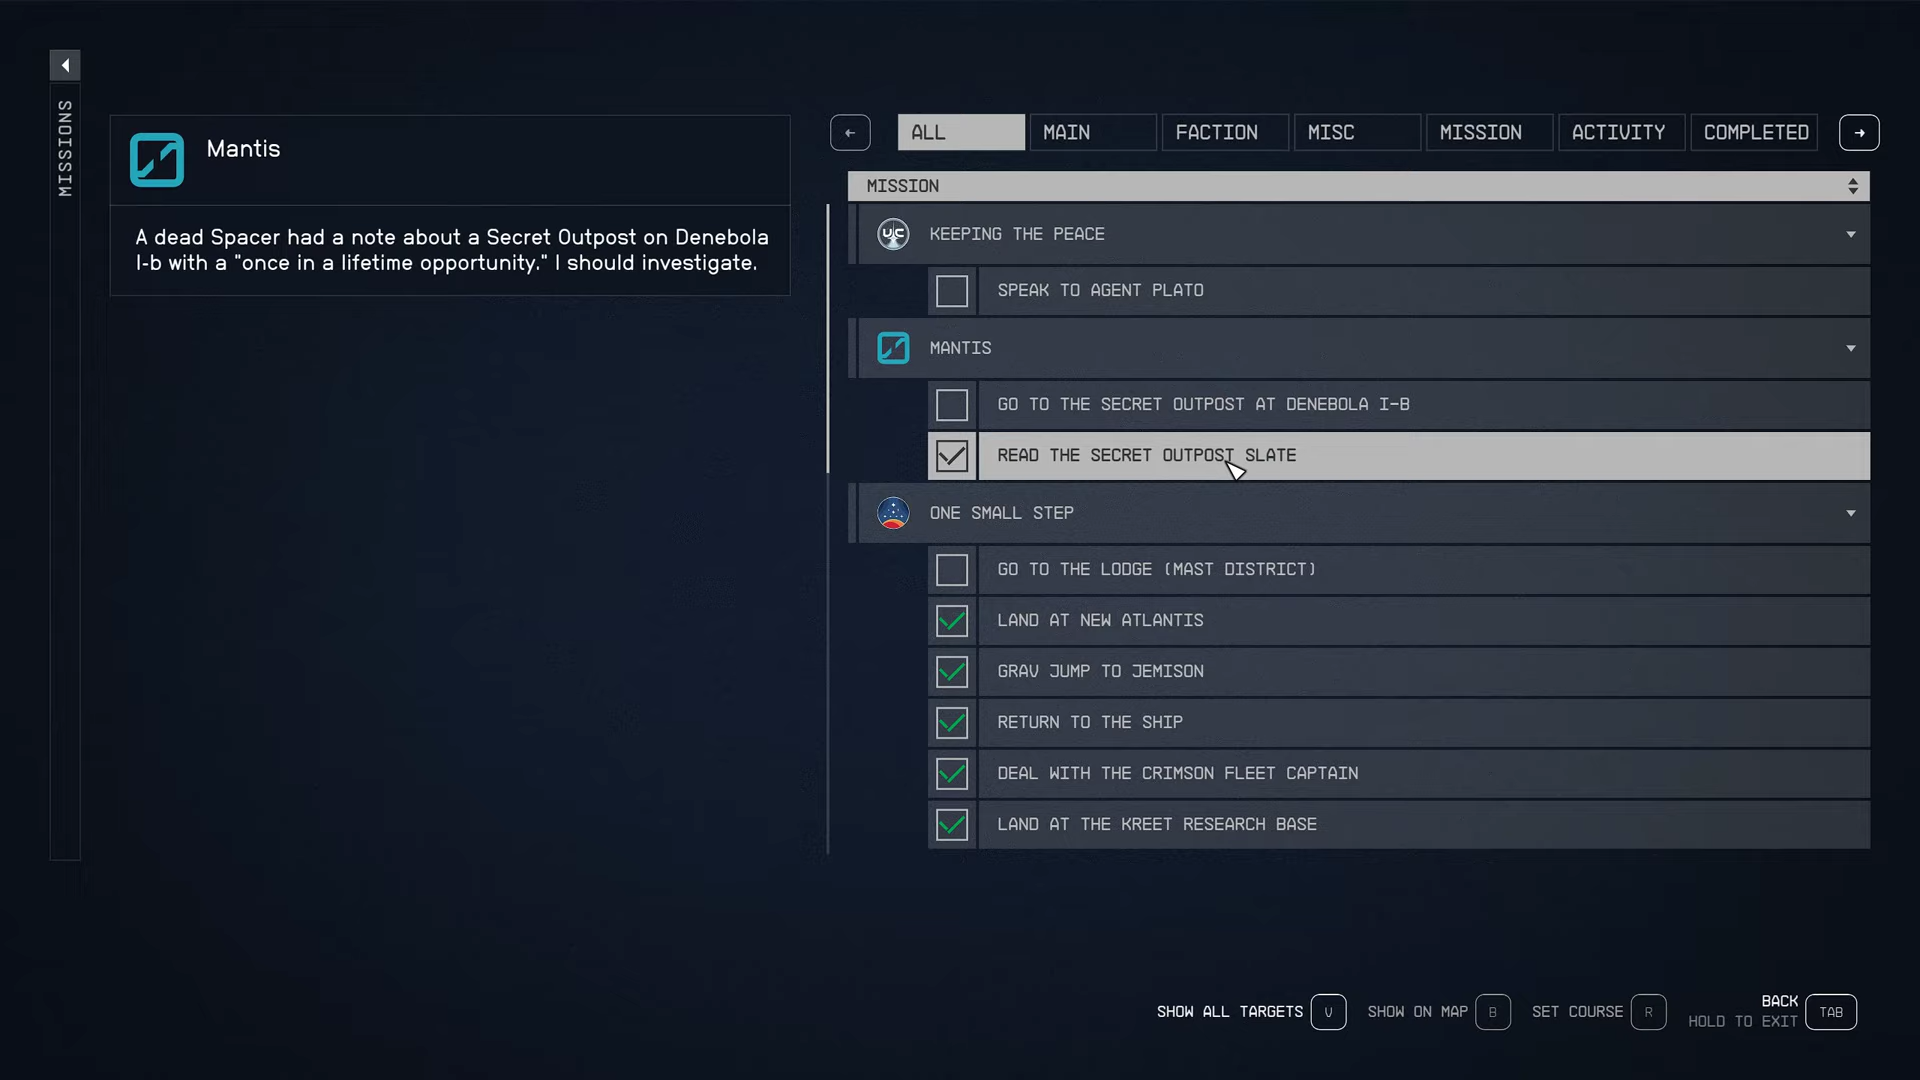 MISSIONS
Mantis
A dead Spacer had a note about a Secret Outpost on Denebola
I-b with a "once in a lifetime opportunity." I should investigate.
ALL
MAIN
FACTION
MISC
MISSION
ACTIVITY
COMPLETED
MISSION
UC
KEEPING THE PEACE
SPEAK TO AGENT PLATO
MANTIS
GO TO THE SECRET OUTPOST AT DENEBOLA I-B
READ THE SECRET OUTPOST SLATE
ONE SMALL STEP
GO TO THE LODGE (MAST DISTRICT)
LAND AT NEW ATLANTIS
GRAV JUMP TO JEMISON
RETURN TO THE SHIP
DEAL WITH THE CRIMSON FLEET CAPTAIN
LAND AT THE KREET RESEARCH BASE
SHOW ALL TARGETS V
SHOW ON MAP B
SET COURSE R
BACK
HOLD TO EXIT
TAB